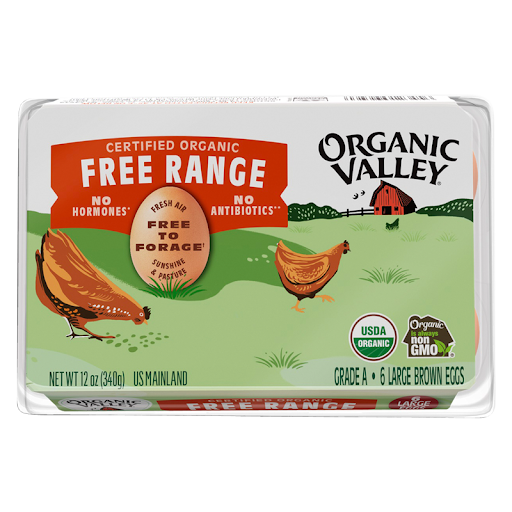 CERTIFIED ORGANIC
FREE RANGE
NO HORMONES*
NO ANTIBIOTICS**
FRESH AIR
FREE
TO
FORAGE†
SUNSHINE
& PASTURE
ORGANIC
VALLEY®
USDA
ORGANIC
Organic
is always
non
GMO
NET WT 12 oz (340g) US MAINLAND
GRADE A • 6 LARGE BROWN EGGS
ORGANIC
CERTIFIED ORGANIC
FREE RANGE
6
LARGE